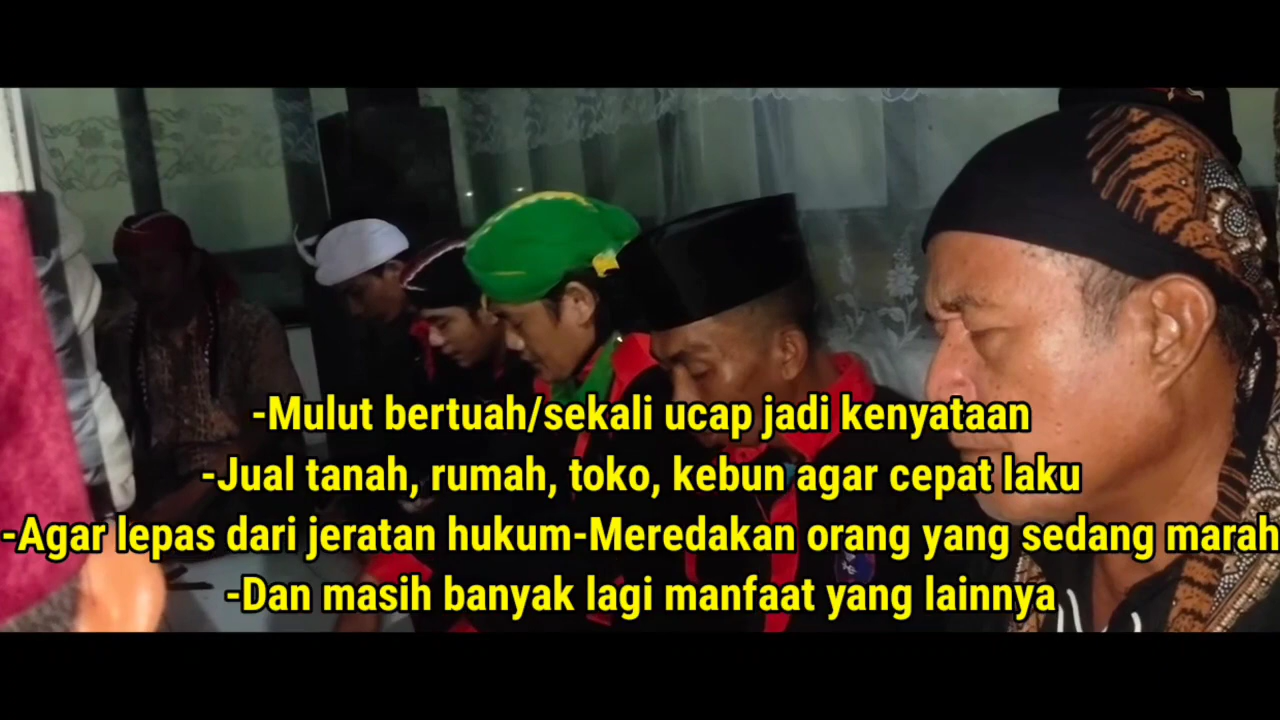 -Mulut bertuah/sekali ucap jadi kenyataan
-Jual tanah, rumah, toko, kebun agar cepat laku
-Agar lepas dari jeratan hukum-Meredakan orang yang sedang marah
-Dan masih banyak lagi manfaat yang lainnya